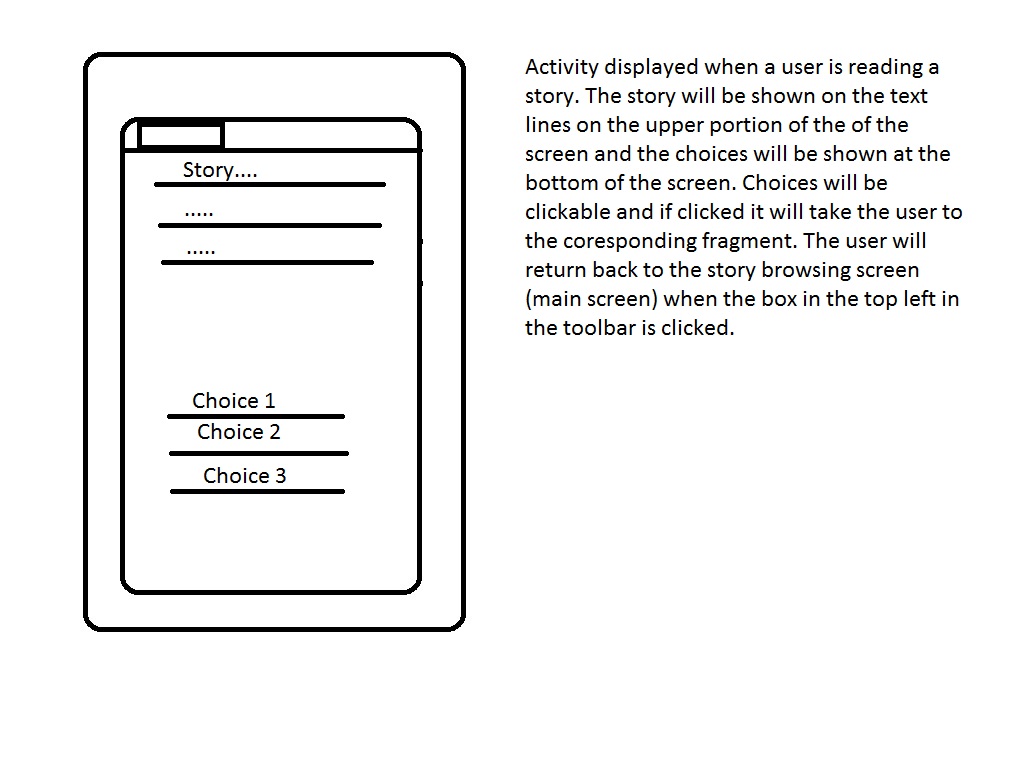 Story....
.....
.....
Choice 1
Choice 2
Choice 3
Activity displayed when a user is reading a
story. The story will be shown on the text
lines on the upper portion of the of the
screen and the choices will be shown at the
bottom of the screen. Choices will be
clickable and if clicked it will take the user to
the coresponding fragment. The user will
return back to the story browsing screen
(main screen) when the box in the top left in
the toolbar is clicked.